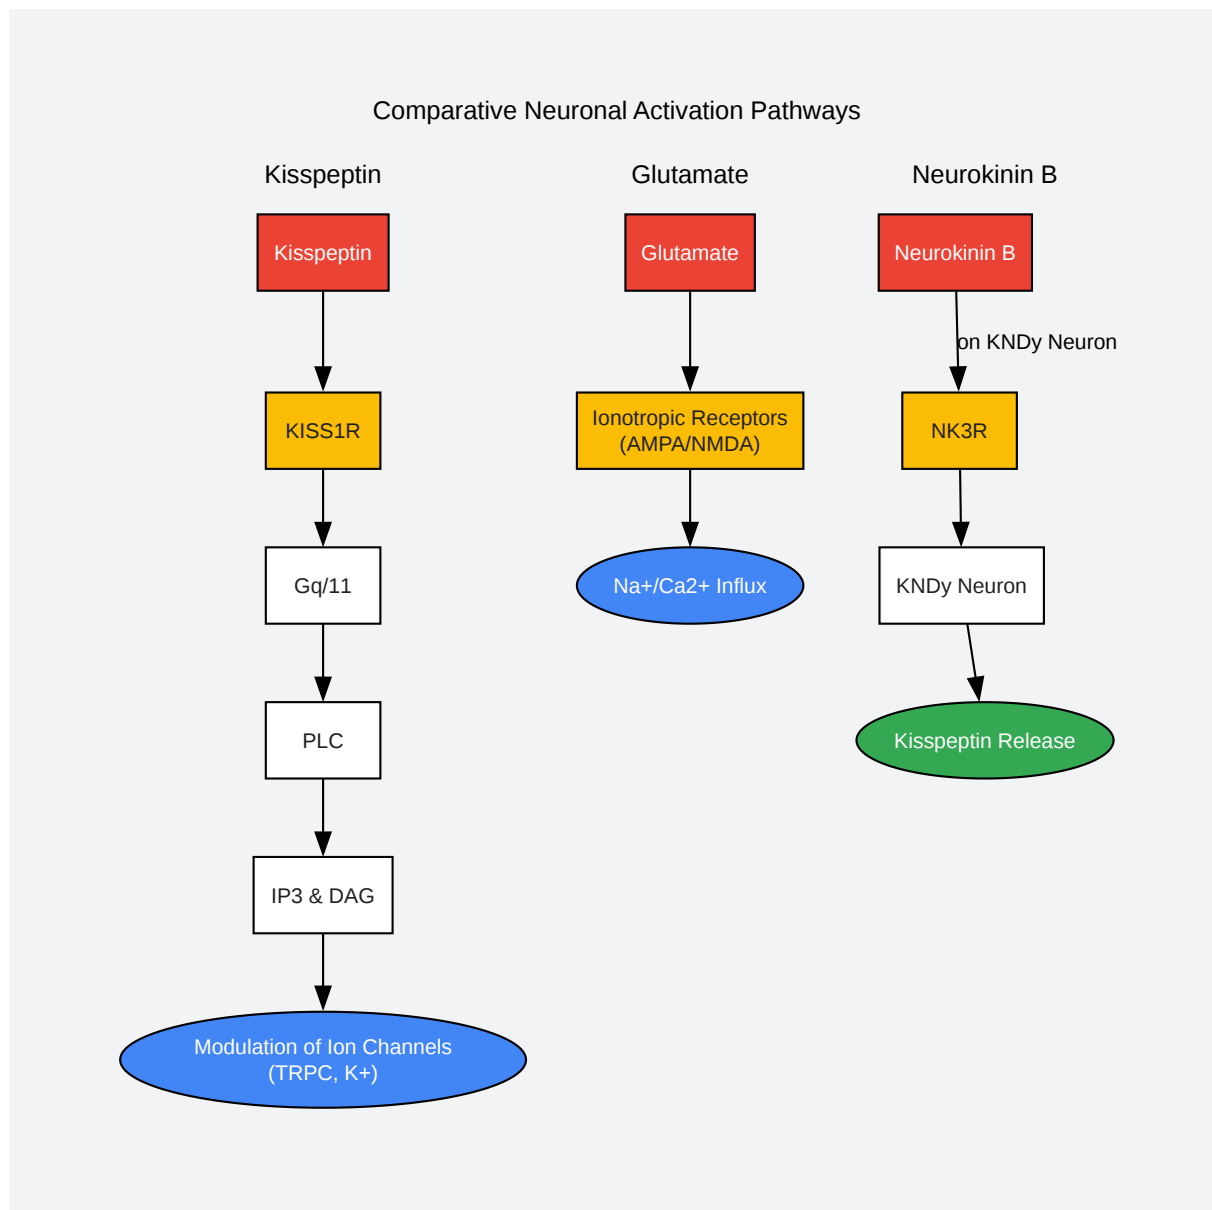 Comparative Neuronal Activation Pathways
Kisspeptin
Glutamate
Neurokinin B
Kisspeptin
Glutamate
Neurokinin B
on KNDy Neuron
KISS1R
Ionotropic Receptors
(AMPA/NMDA)
NK3R
Gq/11
Na+/Ca2+ Influx
KNDy Neuron
PLC
Kisspeptin Release
IP3 & DAG
Modulation of Ion Channels
(TRPC, K+)